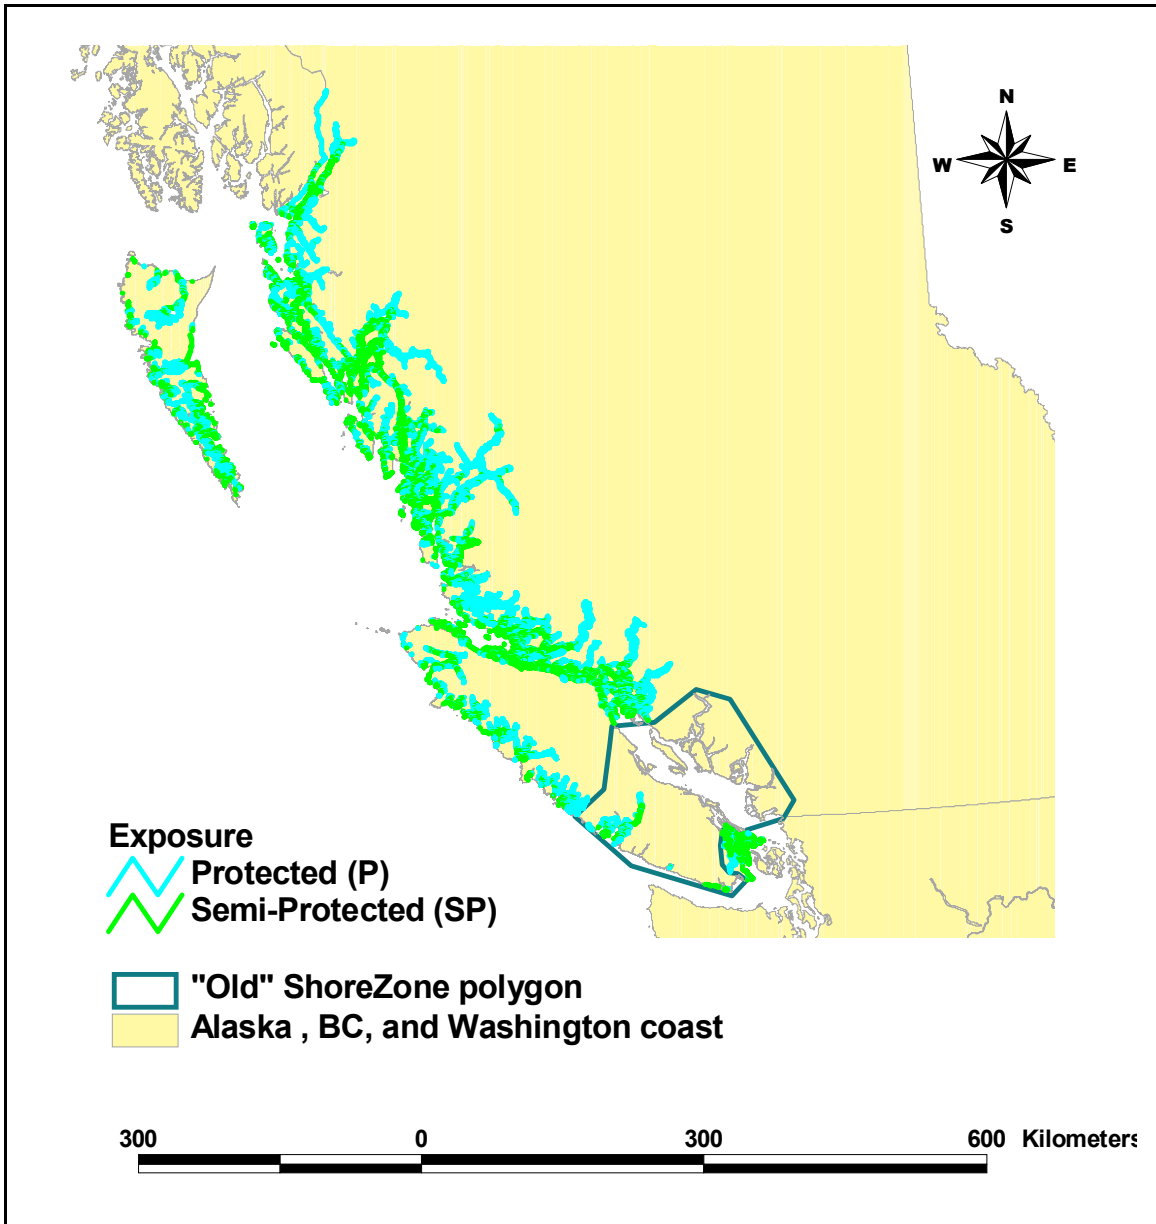 N
W E
S
Exposure
Protected (P)
Semi-Protected (SP)
"Old" ShoreZone polygon
Alaska , BC, and Washington coast
300 0 300 600 Kilometers